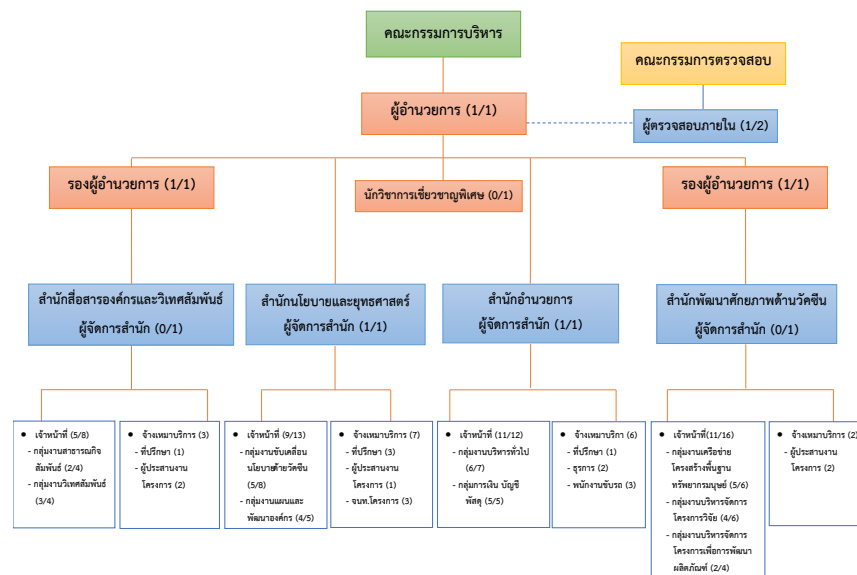 คณะกรรมการบริหาร
คณะกรรมการตรวจสอบ
ผู้อำนวยการ (1/1)
ผู้ตรวจสอบภายใน (1/2)
รองผู้อำนวยการ (1/1)
นักวิชาการเชี่ยวชาญพิเศษ (0/1)
รองผู้อำนวยการ (1/1)
สำนักสื่อสารองค์กรและวิเทศสัมพันธ์
ผู้จัดการสำนัก (0/1)
สำนักนโยบายและยุทธศาสตร์
ผู้จัดการสำนัก (1/1)
สำนักอำนวยการ
ผู้จัดการสำนัก (1/1)
สำนักพัฒนาศักยภาพด้านวัคซีน
ผู้จัดการสำนัก (0/1)
• เจ้าหน้าที่ (5/8)
- กลุ่มงานสาธารณกิจ
สัมพันธ์ (2/4)
- กลุ่มงานวิเทศสัมพันธ์
(3/4)
• จ้างเหมาบริการ (3)
- ที่ปรึกษา (1)
- ผู้ประสานงาน
โครงการ (2)
• เจ้าหน้าที่ (9/13)
- กลุ่มงานขับเคลื่อน
นโยบายด้ายวัคซีน
(5/8)
- กลุ่มงานแผนและ
พัฒนาองค์กร (4/5)
• จ้างเหมาบริการ (7)
- ที่ปรึกษา (3)
- ผู้ประสานงาน
โครงการ (1)
- จนท.โครงการ (3)
• เจ้าหน้าที่ (11/12)
- กลุ่มงานบริหารทั่วไป
(6/7)
- กลุ่มการเงิน บัญชี
พัสดุ (5/5)
• จ้างเหมาบริกา (6)
- ที่ปรึกษา (1)
- ธุรการ (2)
- พนักงานขับรถ (3)
• เจ้าหน้าที่(11/16)
- กลุ่มงานเครือข่าย
โครงสร้างพื้นฐาน
ทรัพยากรมนุษย์ (5/6)
- กลุ่มงานบริหารจัดการ
โครงการวิจัย (4/6)
- กลุ่มงานบริหารจัดการ
โครงการเพื่อการพัฒนา
ผลิตภัณฑ์ (2/4)
• จ้างเหมาบริการ (2)
- ผู้ประสานงาน
โครงการ (2)